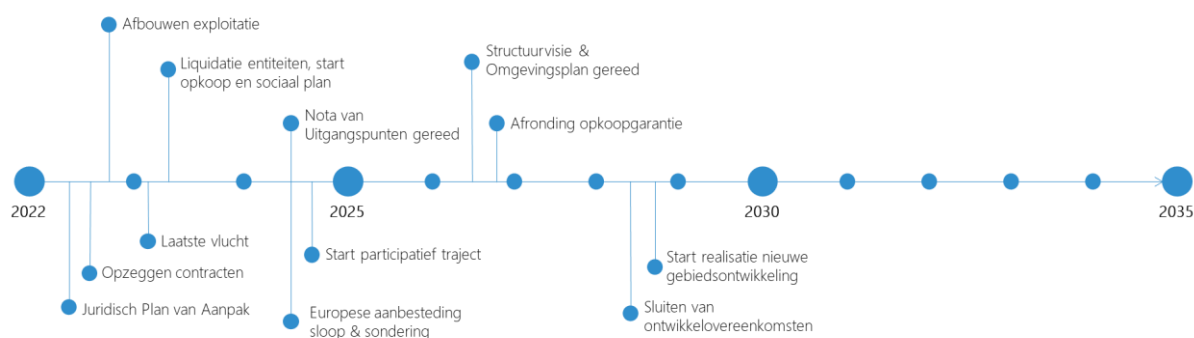 Afbouwen exploitatie
Liquidatie entiteiten, start
opkoop en sociaal plan
Nota van
Uitgangspunten gereed
Structuurvisie &
Omgevingsplan gereed
Afronding opkoopgarantie
2022
2025
2030
2035
Laatste vlucht
Opzeggen contracten
Juridisch Plan van Aanpak
Start participatief traject
Europese aanbesteding
sloop & sondering
Start realisatie nieuwe
gebiedsontwikkeling
Sluiten van
ontwikkelovereenkomsten